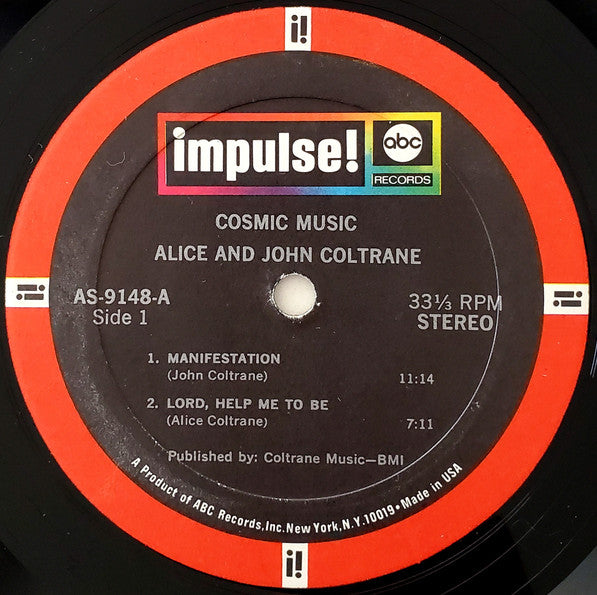 i!
impulse!
abc
RECORDS
COSMIC MUSIC
ALICE AND JOHN COLTRANE
AS-9148-A
Side 1
33⅓ RPM
STEREO
i!
i!
1. MANIFESTATION
(John Coltrane)
11:14
2. LORD, HELP ME TO BE
(Alice Coltrane)
7:11
Published by: Coltrane Music—BMI
A Product of ABC Records, Inc. New York, N.Y. 10019 • Made in USA
i!